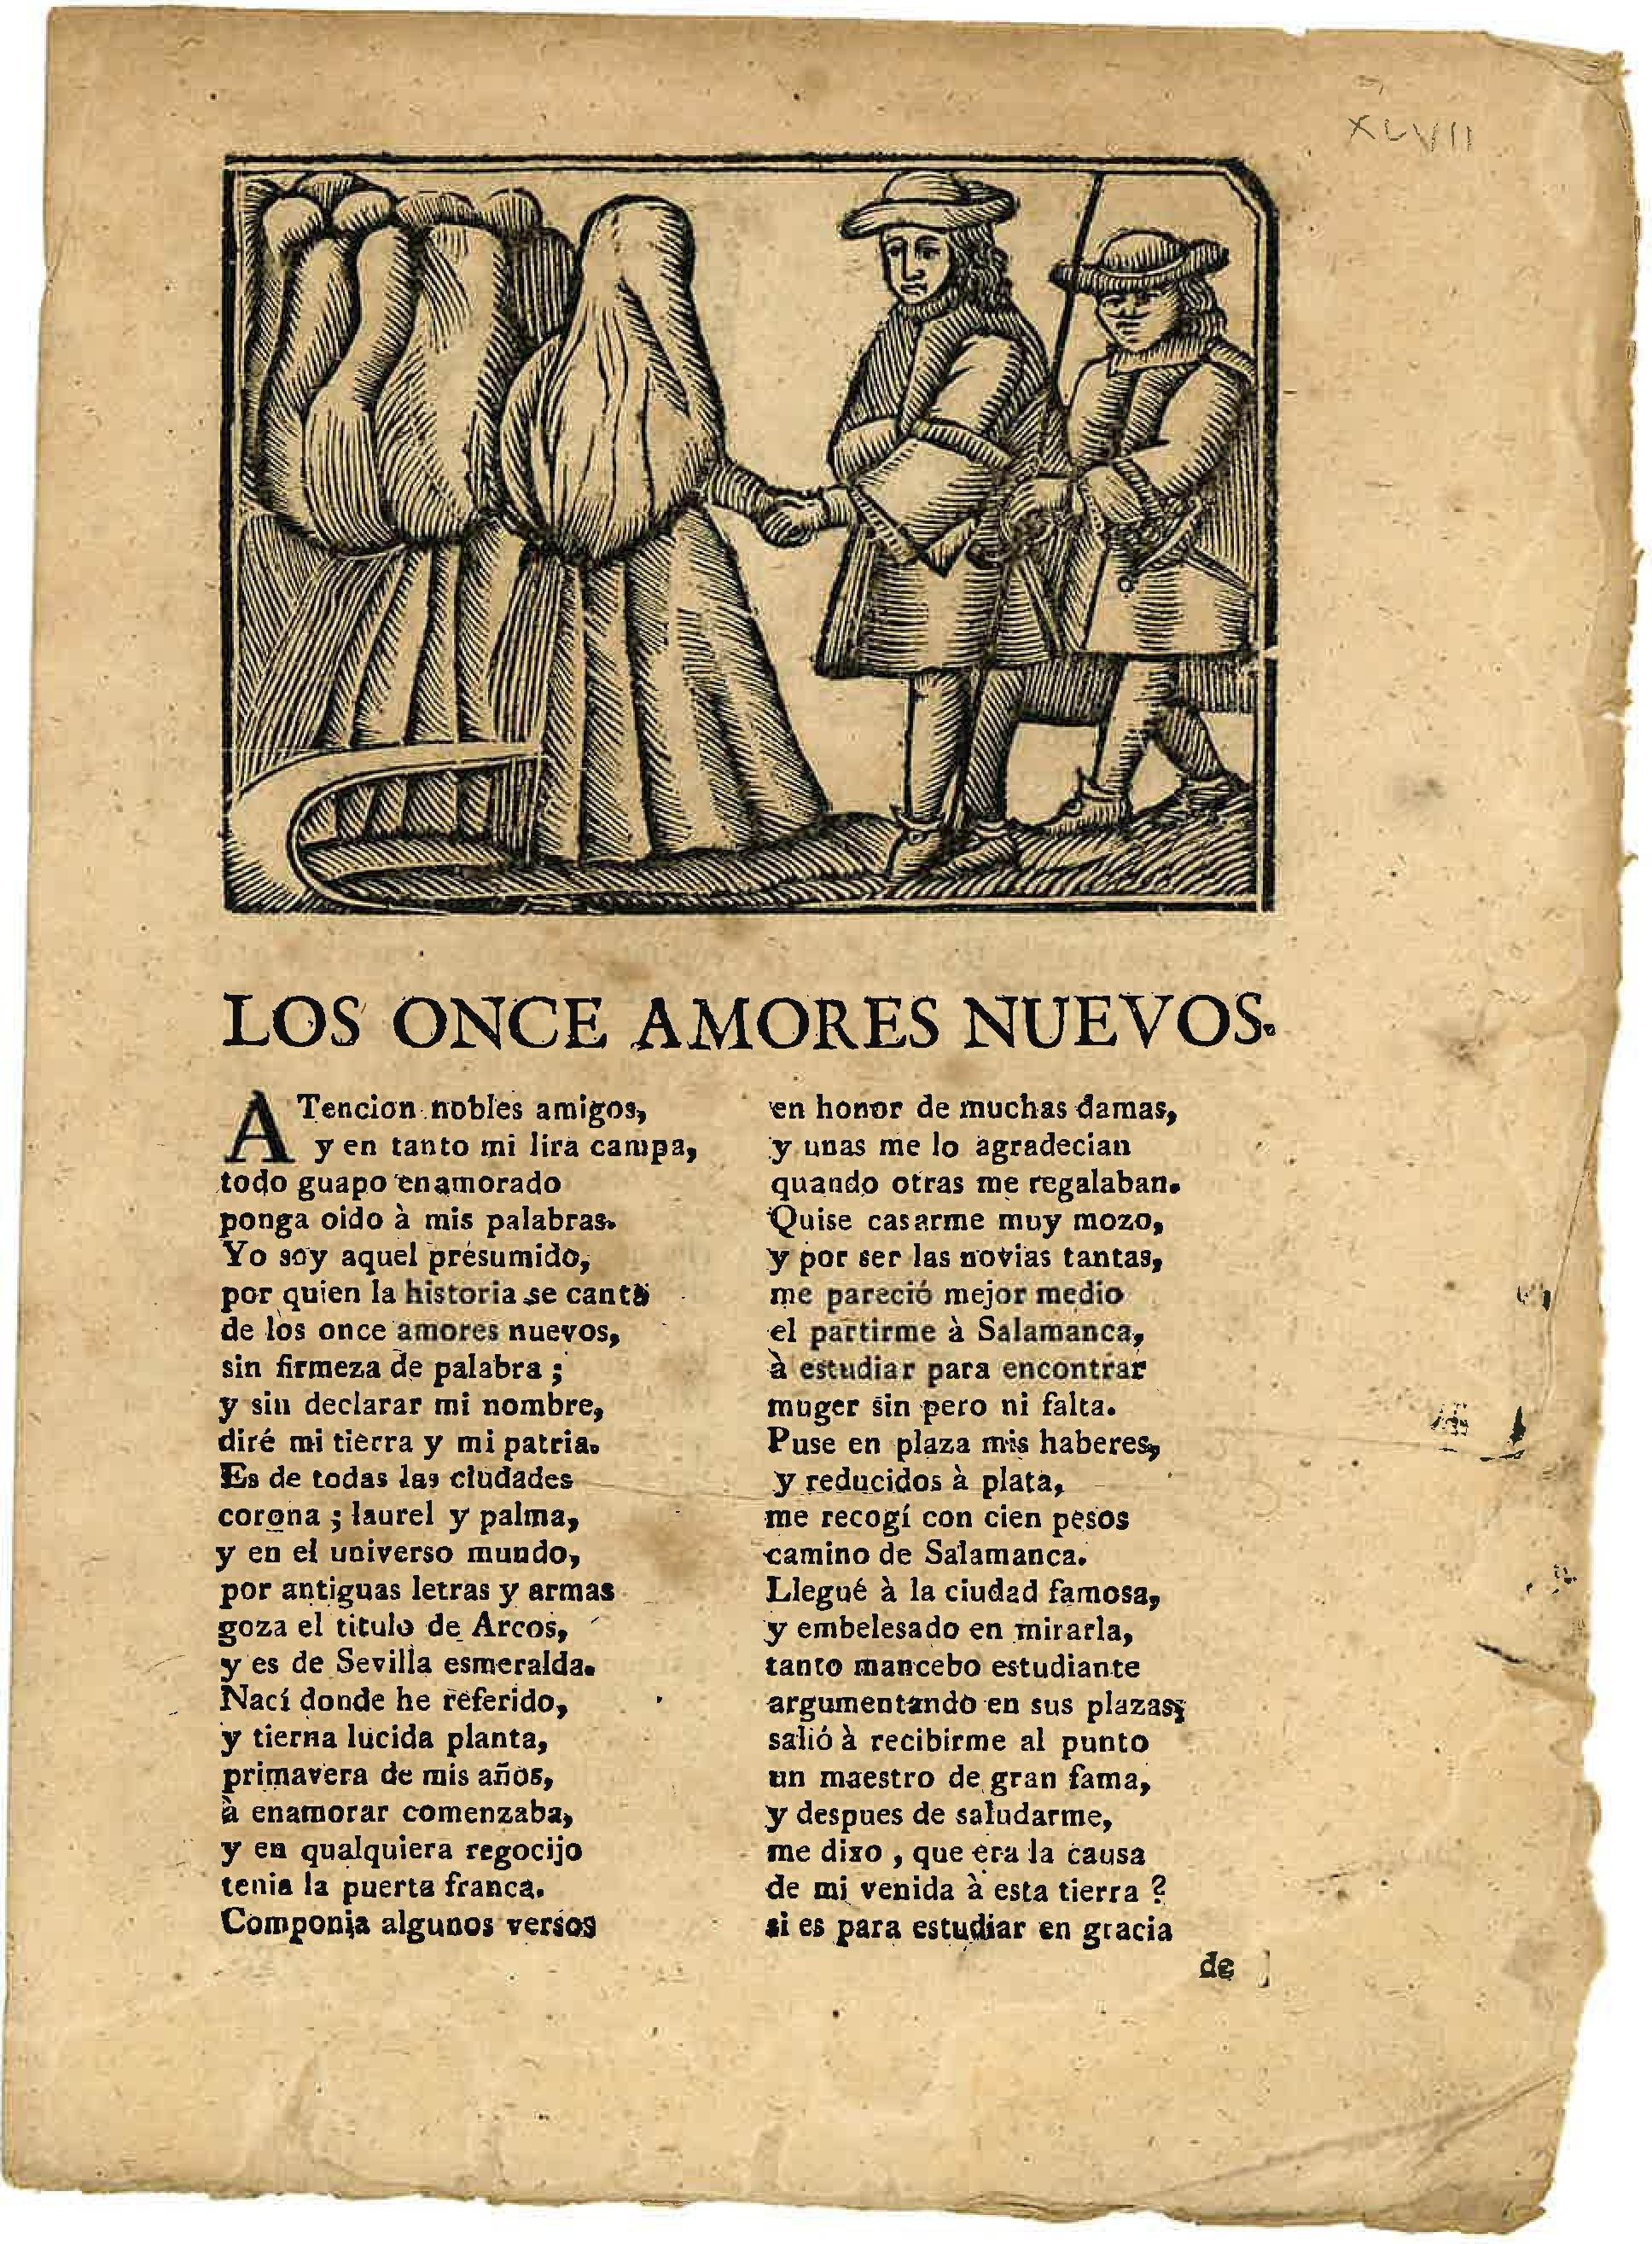 XLVII
LOS ONCE AMORES NUEVOS.
ATencion nobles amigos,
y en tanto mi lira campa,
todo guapo enamorado
ponga oido à mis palabras.
Yo soy aquel presumido,
por quien la historia se canta
de los once amores nuevos,
sin firmeza de palabra ;
y sin declarar mi nombre,
diré mi tierra y mi patria.
Es de todas las ciudades
corona ; laurel y palma,
y en el universo mundo,
por antiguas letras y armas
goza el titulo de Arcos,
y es de Sevilla esmeralda.
Nací donde he referido,
y tierna lucida planta,
primavera de mis años,
à enamorar comenzaba,
y en qualquiera regocijo
tenia la puerta franca.
Componia algunos versos
en honor de muchas damas,
y unas me lo agradecian
quando otras me regalaban.
Quise casarme muy mozo,
y por ser las novias tantas,
me pareció mejor medio
el partirme à Salamanca,
à estudiar para encontrar
muger sin pero ni falta.
Puse en plaza mis haberes,
y reducidos à plata,
me recogí con cien pesos
camino de Salamanca.
Llegué à la ciudad famosa,
y embelesado en mirarla,
tanto mancebo estudiante
argumentando en sus plazas;
salió à recibirme al punto
un maestro de gran fama,
y despues de saludarme,
me dixo , que era la causa
de mi venida à esta tierra ?
si es para estudiar en gracia
de